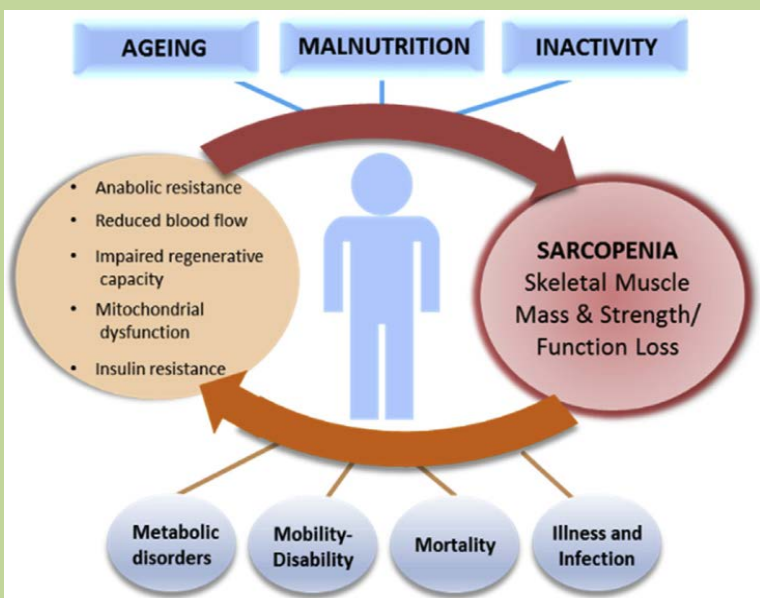 AGEING
MALNUTRITION
INACTIVITY
• Anabolic resistance
• Reduced blood flow
• Impaired regenerative
capacity
• Mitochondrial
dysfunction
• Insulin resistance
SARCOPENIA
Skeletal Muscle
Mass & Strength/
Function Loss
Metabolic
disorders
Mobility-
Disability
Mortality
Illness and
Infection